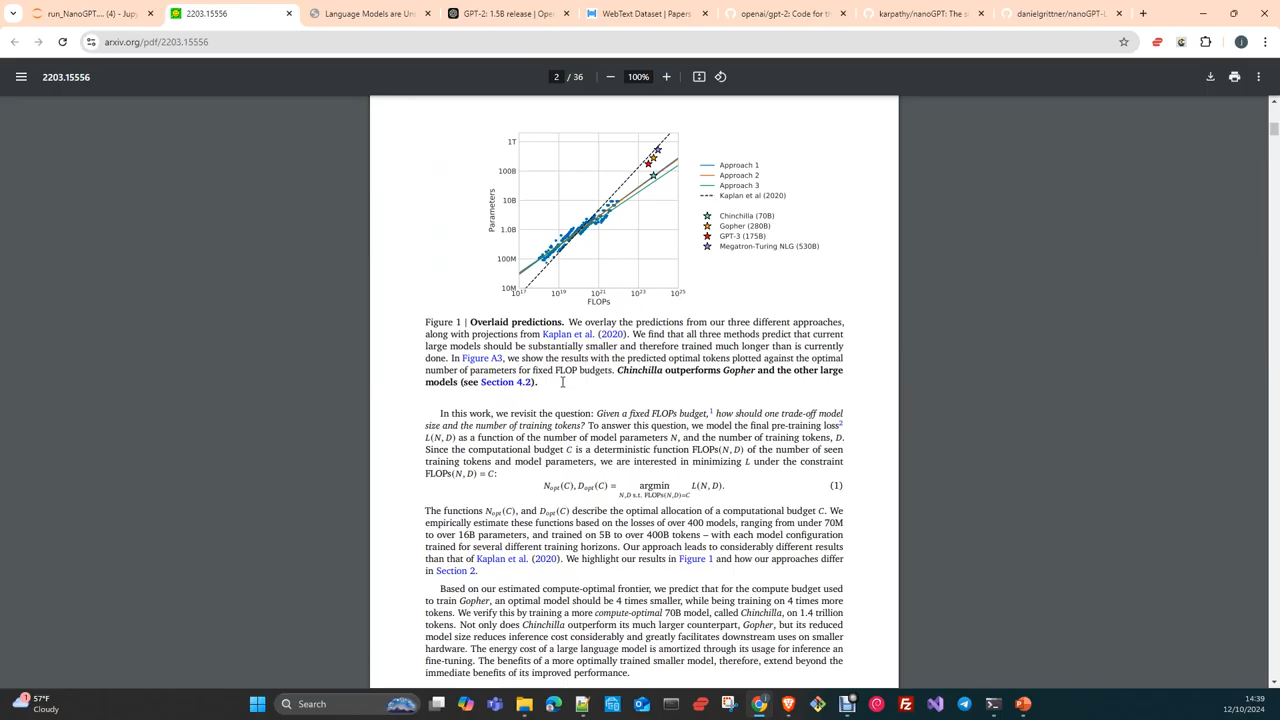 run_NanoGPT.... (4) - Jupy
2203.15556
Language Models are Un
GPT-2: 1.5B release | Ope
WebText Dataset | Papers
openai/gpt-2: Code for th
karpathy/nanoGPT: The s
danielgrittner/nanoGPT-L
arxiv.org/pdf/2203.15556
2203.15556
2 / 36
100%
1T
100B
10B
1.0B
100M
10M
Parameters
10^17
10^19
10^21
10^23
10^25
FLOPs
Approach 1
Approach 2
Approach 3
Kaplan et al (2020)
Chinchilla (70B)
Gopher (280B)
GPT-3 (175B)
Megatron-Turing NLG (530B)
Figure 1 | Overlaid predictions. We overlay the predictions from our three different approaches,
along with projections from Kaplan et al. (2020). We find that all three methods predict that current
large models should be substantially smaller and therefore trained much longer than is currently
done. In Figure A3, we show the results with the predicted optimal tokens plotted against the optimal
number of parameters for fixed FLOP budgets. Chinchilla outperforms Gopher and the other large
models (see Section 4.2).
In this work, we revisit the question: Given a fixed FLOPs budget,1 how should one trade-off model
size and the number of training tokens? To answer this question, we model the final pre-training loss2
L(N, D) as a function of the number of model parameters N, and the number of training tokens, D.
Since the computational budget C is a deterministic function FLOPs(N, D) of the number of seen
training tokens and model parameters, we are interested in minimizing L under the constraint
FLOPs(N, D) = C:
Nopt(C), Dopt(C) = argmin L(N, D). (1)
N,D s.t. FLOPs(N,D)=C
The functions Nopt(C), and Dopt(C) describe the optimal allocation of a computational budget C. We
empirically estimate these functions based on the losses of over 400 models, ranging from under 70M
to over 16B parameters, and trained on 5B to over 400B tokens – with each model configuration
trained for several different training horizons. Our approach leads to considerably different results
than that of Kaplan et al. (2020). We highlight our results in Figure 1 and how our approaches differ
in Section 2.
Based on our estimated compute-optimal frontier, we predict that for the compute budget used
to train Gopher, an optimal model should be 4 times smaller, while being training on 4 times more
tokens. We verify this by training a more compute-optimal 70B model, called Chinchilla, on 1.4 trillion
tokens. Not only does Chinchilla outperform its much larger counterpart, Gopher, but its reduced
model size reduces inference cost considerably and greatly facilitates downstream uses on smaller
hardware. The energy cost of a large language model is amortized through its usage for inference an
fine-tuning. The benefits of a more optimally trained smaller model, therefore, extend beyond the
immediate benefits of its improved performance.
57°F
Cloudy
Search
14:39
12/10/2024